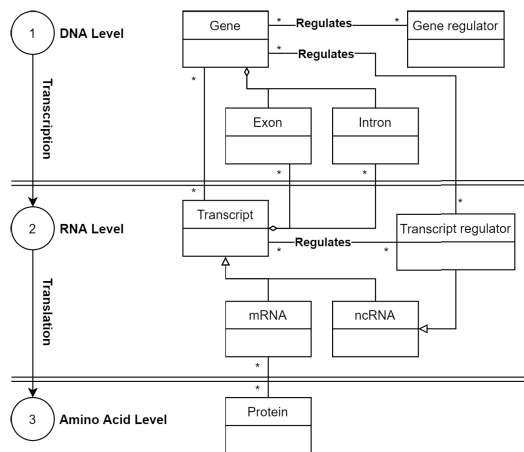 1
DNA Level
Gene
* Regulates *
Gene regulator
* Regulates
*
Transcription
Exon
Intron
* *
* *
2
RNA Level
Transcript
Transcript regulator
* Regulates *
Translation
mRNA
ncRNA
*
*
3
Amino Acid Level
Protein